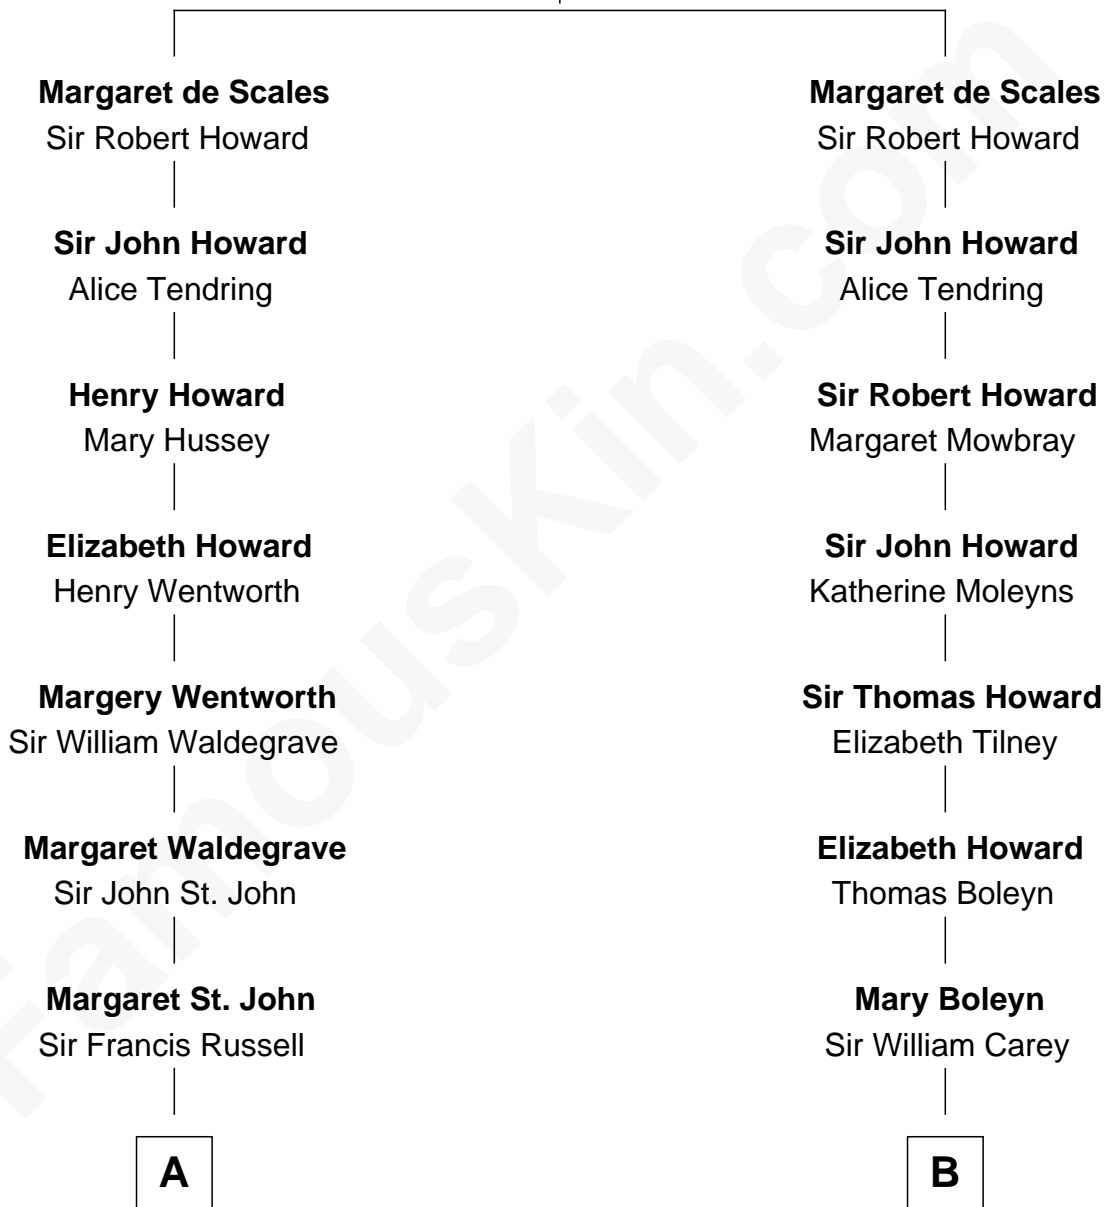 Margaret de Scales
Sir Robert Howard
Sir John Howard
Alice Tendring
Henry Howard
Mary Hussey
Elizabeth Howard
Henry Wentworth
Margery Wentworth
Sir William Waldegrave
Margaret Waldegrave
Sir John St. John
Margaret St. John
Sir Francis Russell
A
Margaret de Scales
Sir Robert Howard
Sir John Howard
Alice Tendring
Sir Robert Howard
Margaret Mowbray
Sir John Howard
Katherine Moleyns
Sir Thomas Howard
Elizabeth Tilney
Elizabeth Howard
Thomas Boleyn
Mary Boleyn
Sir William Carey
B
FamousKin.com